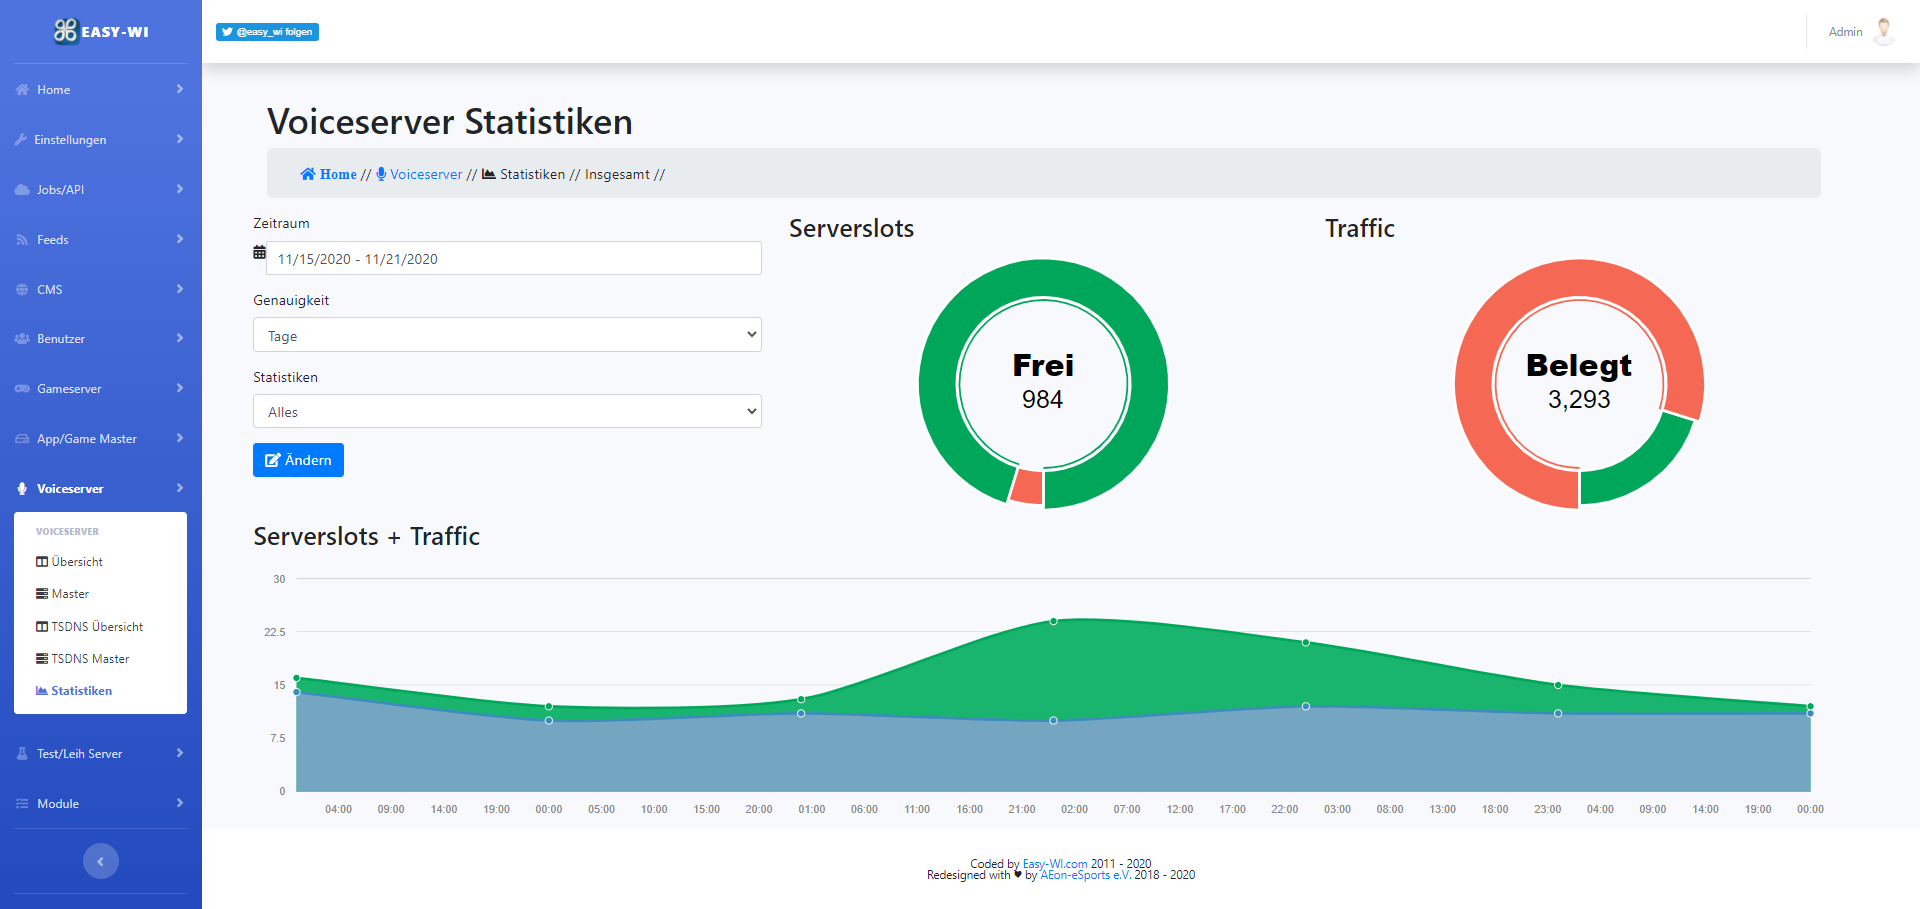 EASY-WI
@easy_wi folgen
Admin
Home
Einstellungen
Jobs/API
Feeds
CMS
Benutzer
Gameserver
App/Game Master
Voiceserver
VOICESERVER
Übersicht
Master
TSDNS Übersicht
TSDNS Master
Statistiken
Test/Leih Server
Module
Voiceserver Statistiken
Home // Voiceserver // Statistiken // Insgesamt //
Zeitraum
11/15/2020 - 11/21/2020
Genauigkeit
Tage
Statistiken
Alles
Ändern
Serverslots
Frei
984
Traffic
Belegt
3,293
Serverslots + Traffic
30
22.5
15
7.5
0
04:00 09:00 14:00 19:00 00:00 05:00 10:00 15:00 20:00 01:00 06:00 11:00 16:00 21:00 02:00 07:00 12:00 17:00 22:00 03:00 08:00 13:00 18:00 23:00 04:00 09:00 14:00 19:00 00:00
Coded by Easy-WI.com 2011 - 2020
Redesigned with ♥ by AEon-eSports e.V. 2018 - 2020